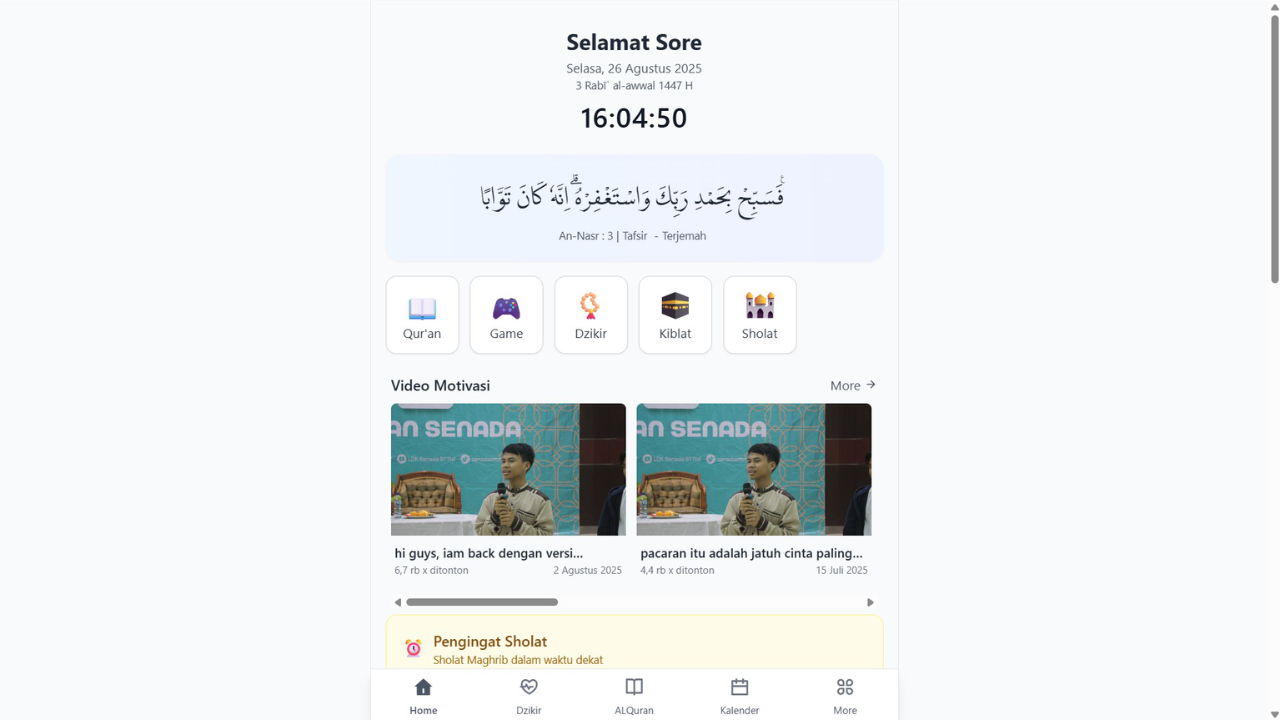 Selamat Sore
Selasa, 26 Agustus 2025
3 Rabiʻ al-awwal 1447 H
16:04:50
فَسَبِّحْ بِحَمْدِ رَبِّكَ وَاسْتَغْفِرْهُۗ اِنَّهٗ كَانَ تَوَّابًا ࣖ
An-Nasr : 3 | Tafsir - Terjemah
Qur'an Game Dzikir Kiblat Sholat
Video Motivasi More →
AN SENADA AN SENADA
hi guys, iam back dengan versi... pacaran itu adalah jatuh cinta paling...
6,7 rb x ditonton 2 Agustus 2025 4,4 rb x ditonton 15 Juli 2025
Pengingat Sholat
Sholat Maghrib dalam waktu dekat
Home Dzikir ALQuran Kalender More